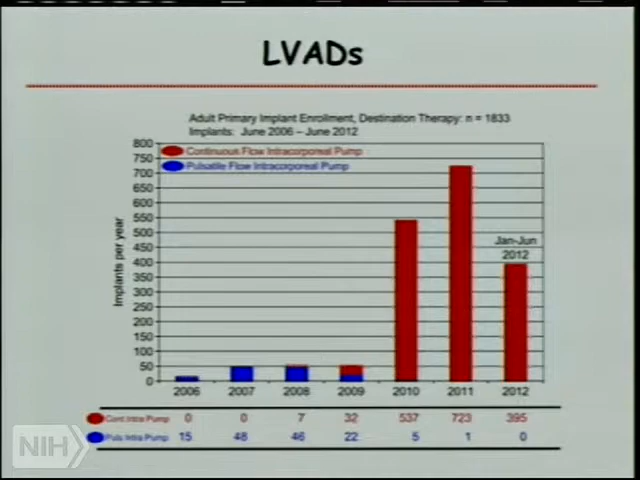 LVADs
Adult Primary Implant Enrollment, Destination Therapy: n = 1833
Implants: June 2006 – June 2012
800
750
700
650
600
550
500
450
400
350
300
250
200
150
100
50
0
Implants per year
Continuous Flow Intracorporeal Pump
Pulsatile Flow Intracorporeal Pump
Jan-Jun
2012
2006 2007 2008 2009 2010 2011 2012
Cont Intra Pump 0 0 7 32 537 723 395
Puls Intra Pump 15 48 46 22 5 1 0
NIH